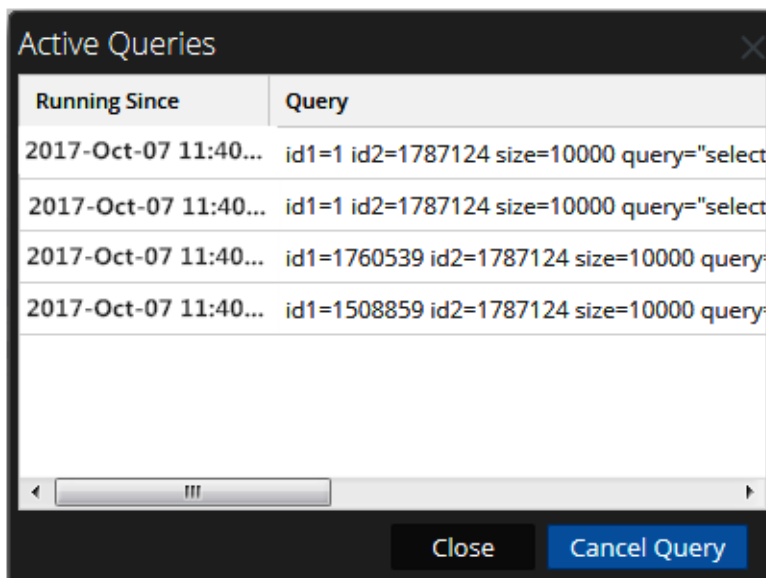 Active Queries
Running Since Query
2017-Oct-07 11:40... id1=1 id2=1787124 size=10000 query="select
2017-Oct-07 11:40... id1=1 id2=1787124 size=10000 query="select
2017-Oct-07 11:40... id1=1760539 id2=1787124 size=10000 query
2017-Oct-07 11:40... id1=1508859 id2=1787124 size=10000 query
Close Cancel Query